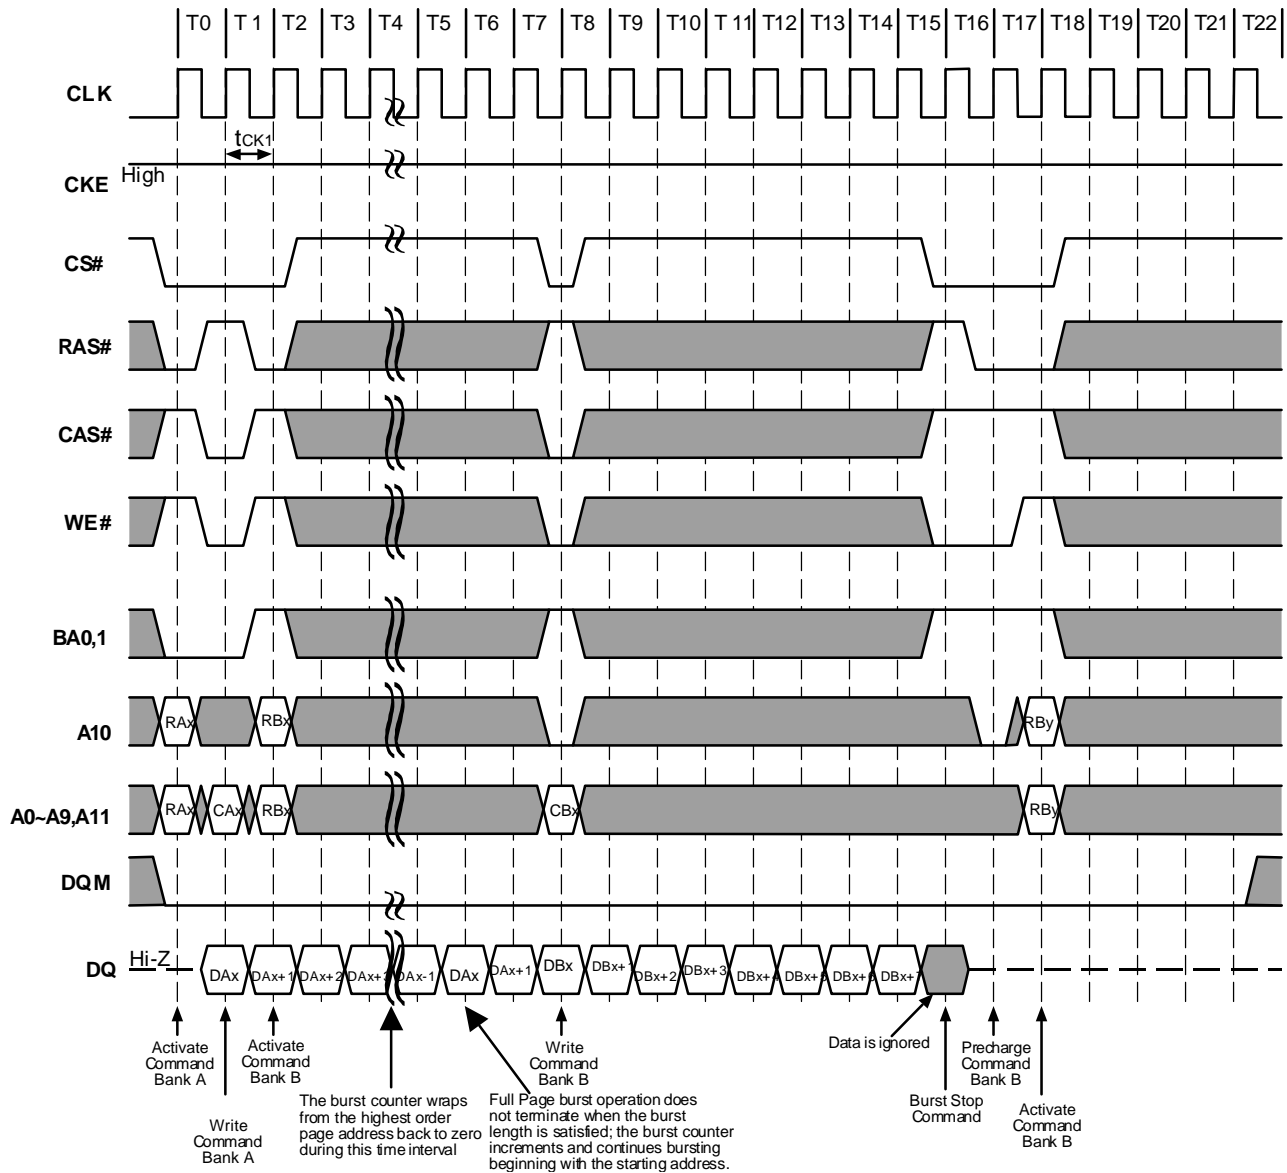 T0 T 1 T2 T3 T4 T5 T6 T7 T8 T9 T10 T 11 T12 T13 T14 T15 T16 T17 T18 T19 T20 T21 T22
CLK
tCK1
High
CKE
CS#
RAS#
CAS#
WE#
BA0,1
RAx RBx RBy
A10
RAx CAx RBx CBx RBy
A0~A9,A11
DQM
Hi-Z
DQ
DAx DAx+1 DAx+2 DAx+3 DAx-1 DAx DAx+1 DBx DBx+1 DBx+2 DBx+3 DBx+4 DBx+5 DBx+6 DBx+7
Activate
Command
Bank A
Write
Command
Bank A
Activate
Command
Bank B
The burst counter wraps
from the highest order
page address back to zero
during this time interval
Full Page burst operation does
not terminate when the burst
length is satisfied; the burst counter
increments and continues bursting
beginning with the starting address.
Write
Command
Bank B
Data is ignored
Burst Stop
Command
Precharge
Command
Bank B
Activate
Command
Bank B